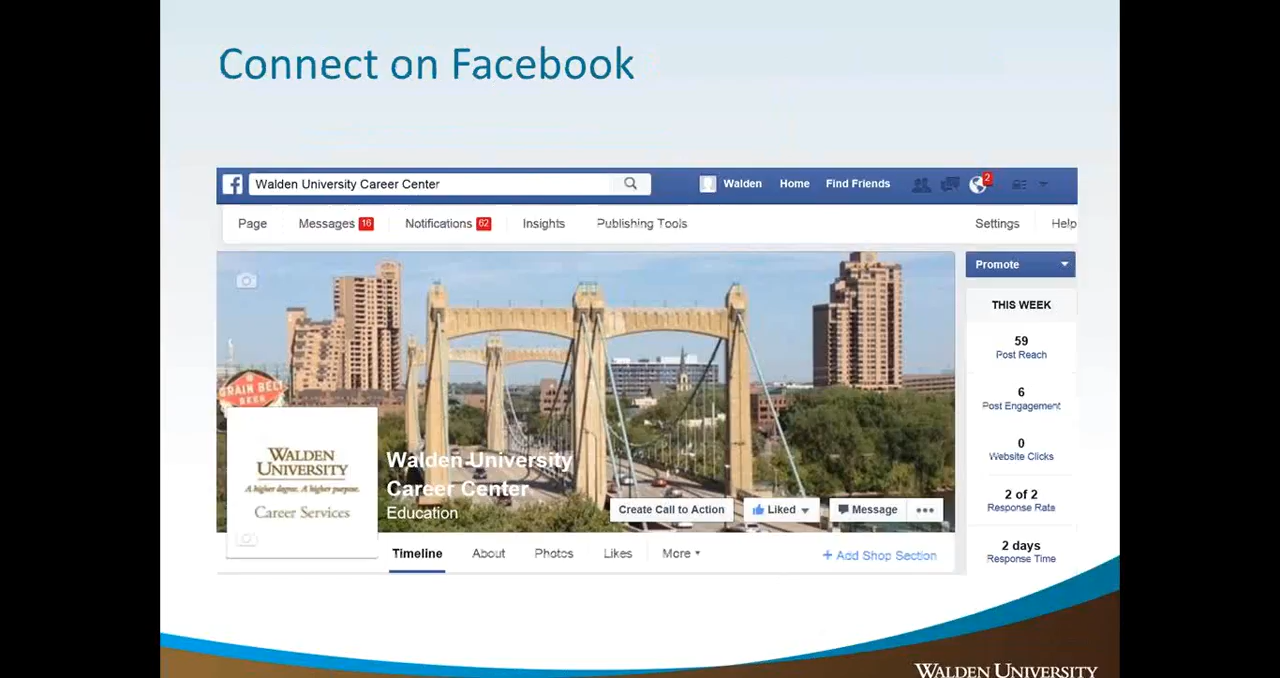 Connect on Facebook
Walden University Career Center
Walden Home Find Friends 2
Page Messages 16 Notifications 62 Insights Publishing Tools Settings Help
Promote
THIS WEEK
59
Post Reach
6
Post Engagement
0
Website Clicks
2 of 2
Response Rate
2 days
Response Time
GRAIN BELT
BEER
WALDEN
UNIVERSITY
A higher degree. A higher purpose.
Career Services
Walden University
Career Center
Education
Create Call to Action Liked Message
Timeline About Photos Likes More + Add Shop Section
WALDEN UNIVERSITY